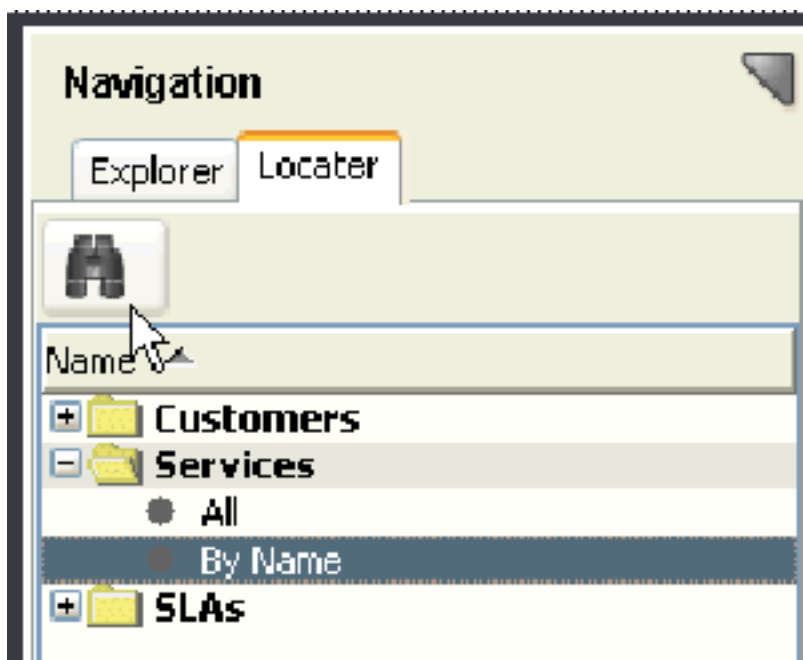 Navigation
Explorer Locater
Name
Customers
Services
All
By Name
SLAs